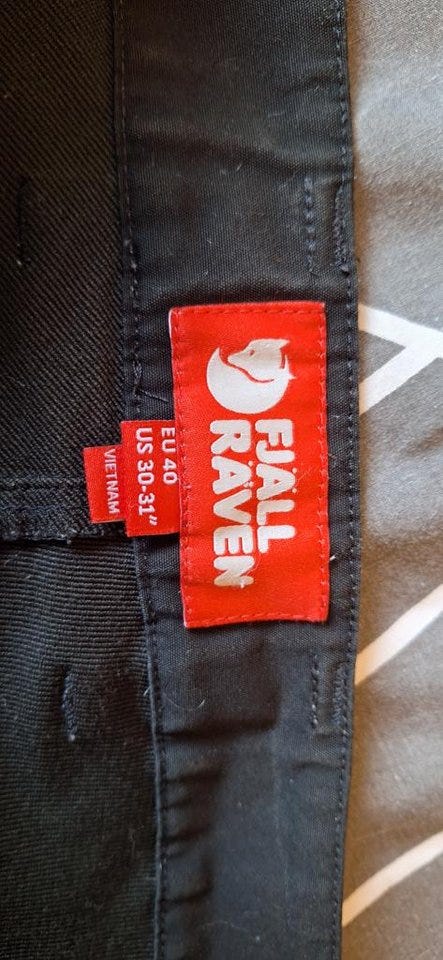 FJÄLL
RÄVEN
EU 40
US 30-31"
VIETNAM